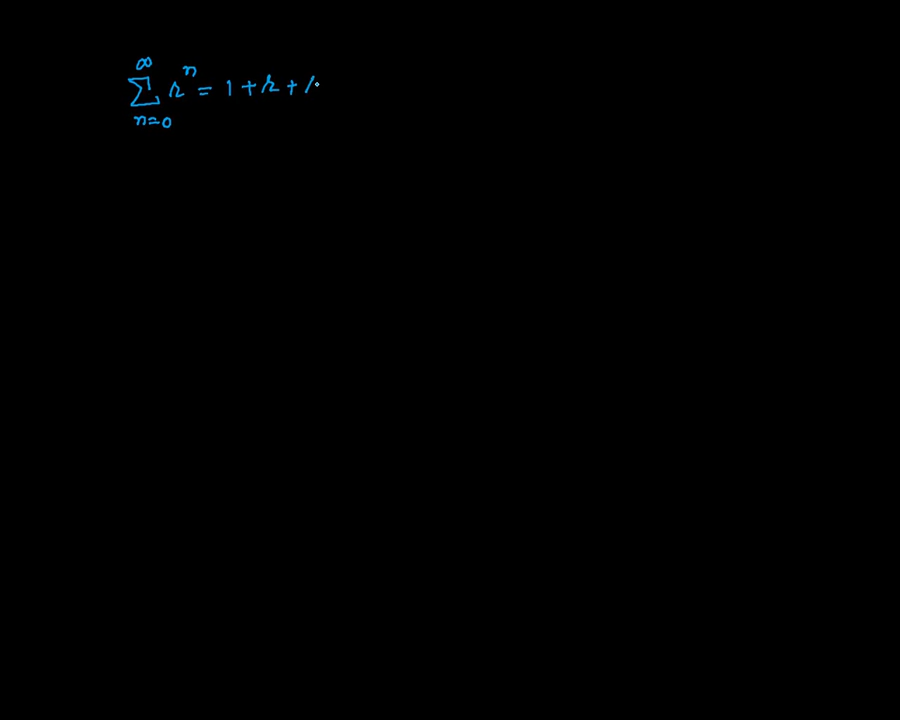 ∑_{n=0}^{∞} r^n = 1 + r +